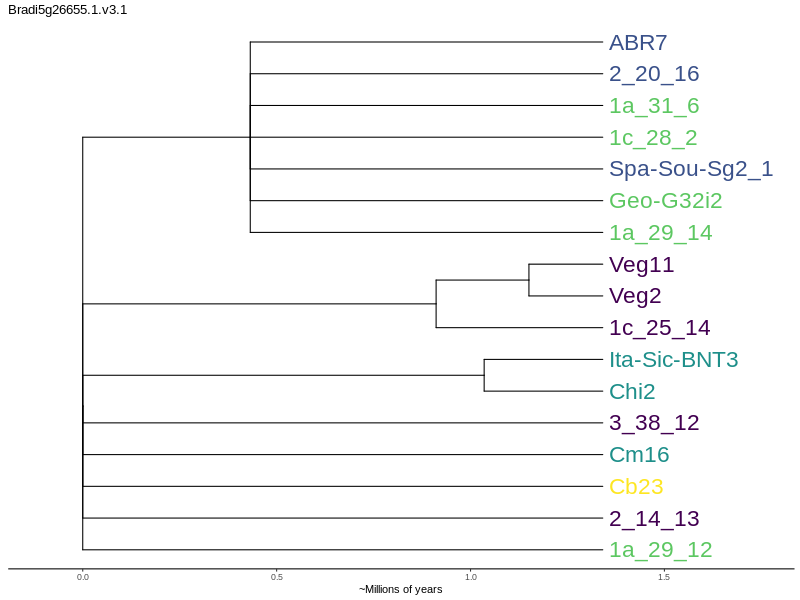 Bradi5g26655.1.v3.1
ABR7
2_20_16
1a_31_6
1c_28_2
Spa-Sou-Sg2_1
Geo-G32i2
1a_29_14
Veg11
Veg2
1c_25_14
Ita-Sic-BNT3
Chi2
3_38_12
Cm16
Cb23
2_14_13
1a_29_12
0.0 0.5 1.0 1.5
~Millions of years